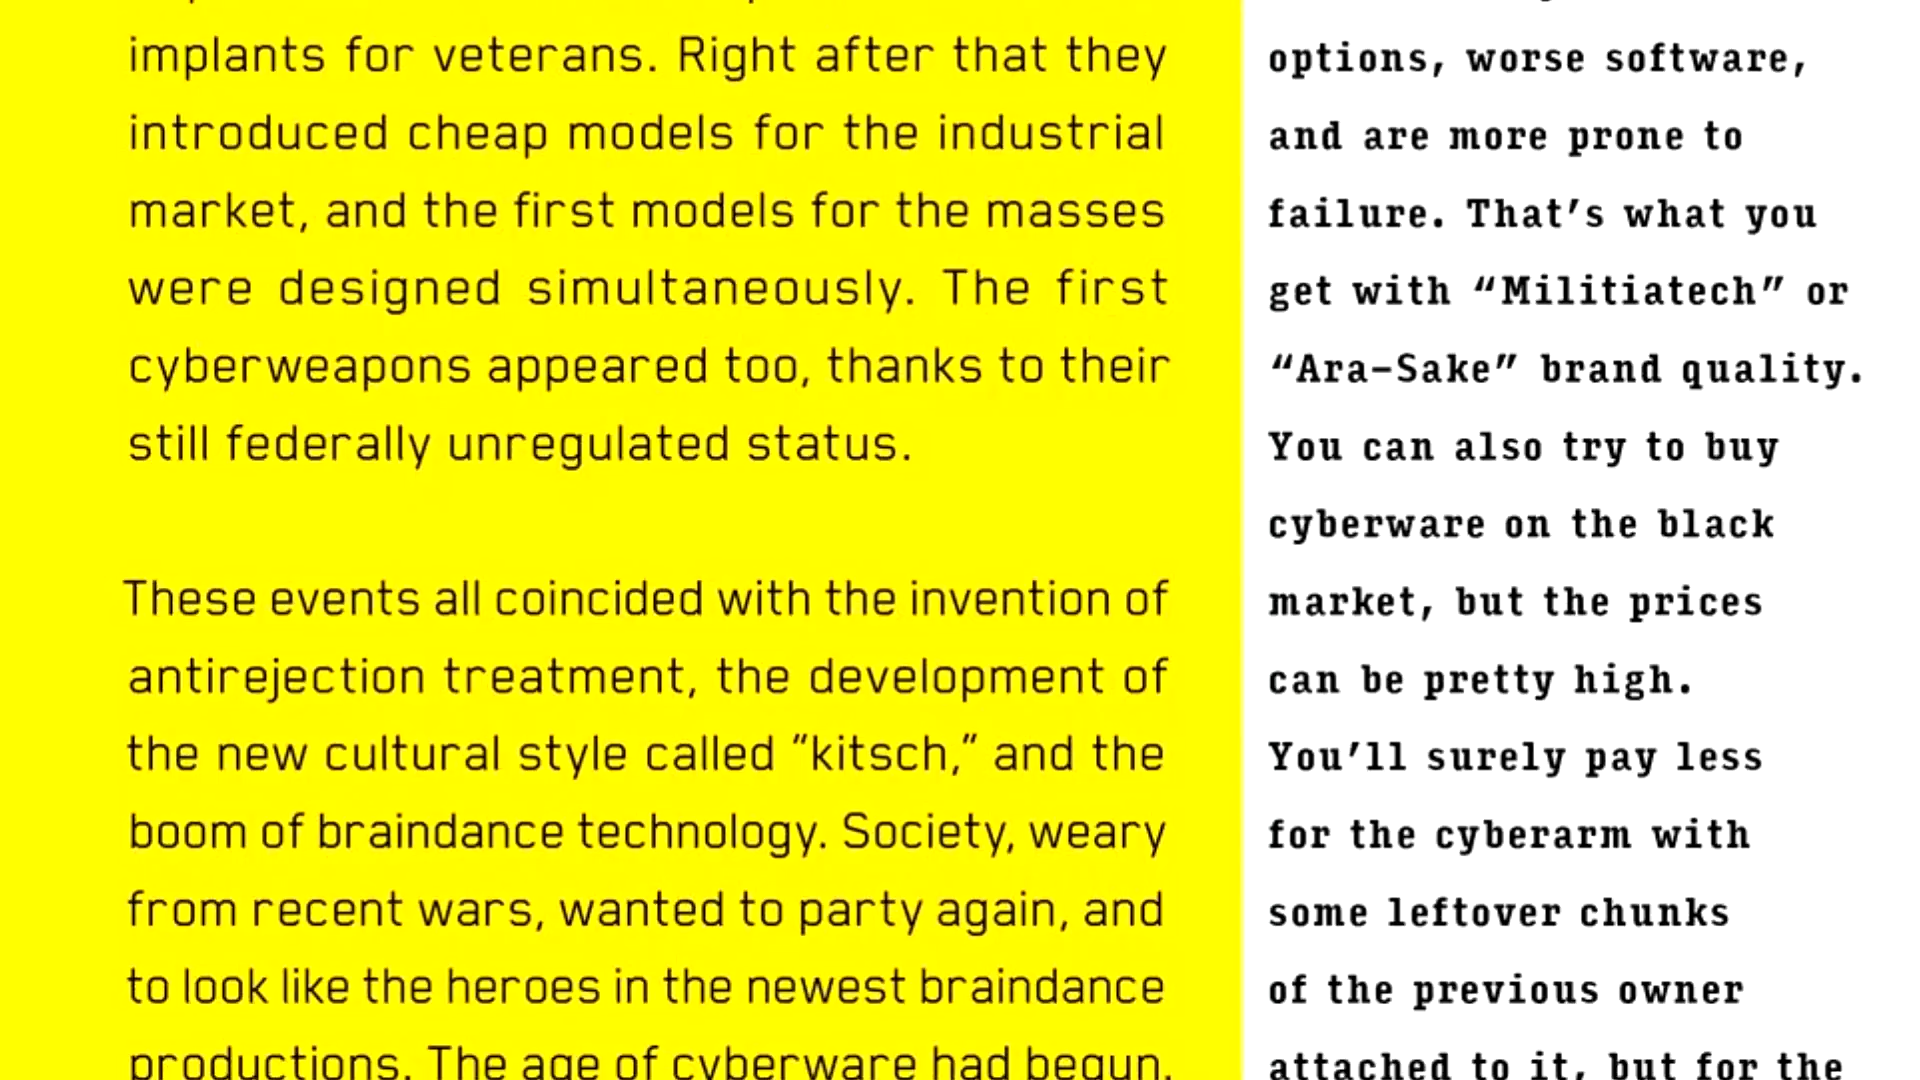 implants for veterans. Right after that they
introduced cheap models for the industrial
market, and the first models for the masses
were designed simultaneously. The first
cyberweapons appeared too, thanks to their
still federally unregulated status.
These events all coincided with the invention of
antirejection treatment, the development of
the new cultural style called "kitsch," and the
boom of braindance technology. Society, weary
from recent wars, wanted to party again, and
to look like the heroes in the newest braindance
productions. The age of cyberware had begun.
options, worse software,
and are more prone to
failure. That's what you
get with “Militiatech” or
“Ara-Sake” brand quality.
You can also try to buy
cyberware on the black
market, but the prices
can be pretty high.
You'll surely pay less
for the cyberarm with
some leftover chunks
of the previous owner
attached to it, but for the